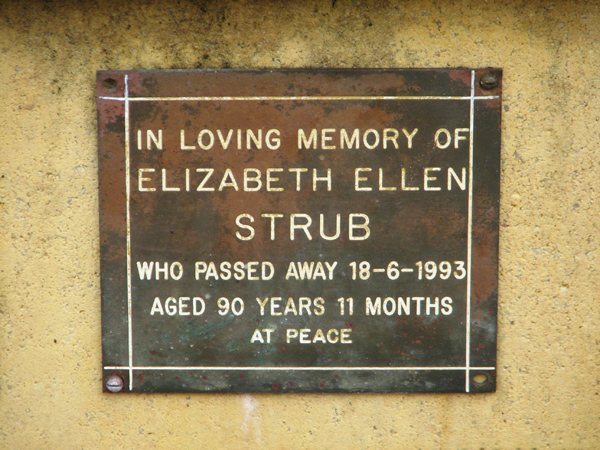 IN LOVING MEMORY OF
ELIZABETH ELLEN
STRUB
WHO PASSED AWAY 18-6-1993
AGED 90 YEARS 11 MONTHS
AT PEACE